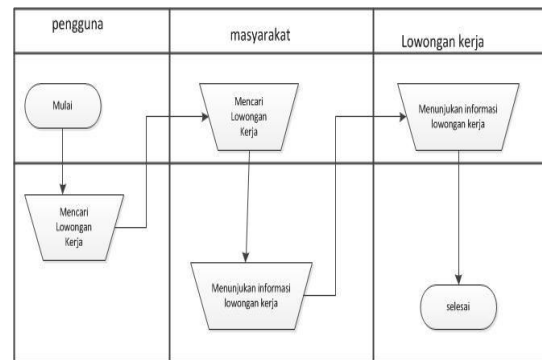 pengguna
masyarakat
Lowongan kerja
Mulai
Mencari
Lowongan
Kerja
Mencari
Lowongan
Kerja
Menunjukan informasi
lowongan kerja
Menunjukan informasi
lowongan kerja
selesai